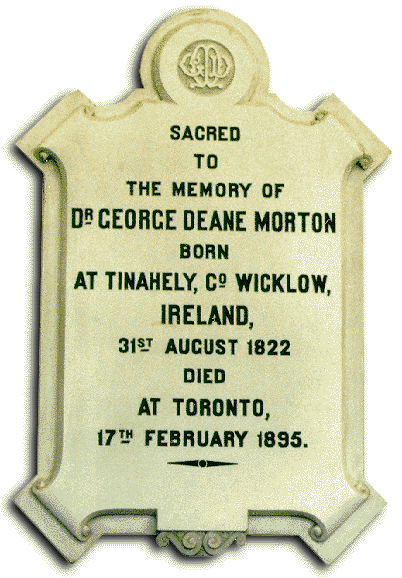 SACRED
TO
THE MEMORY OF
DR GEORGE DEANE MORTON
BORN
AT TINAHELY, CO WICKLOW,
IRELAND,
31ST AUGUST 1822
DIED
AT TORONTO,
17TH FEBRUARY 1895.